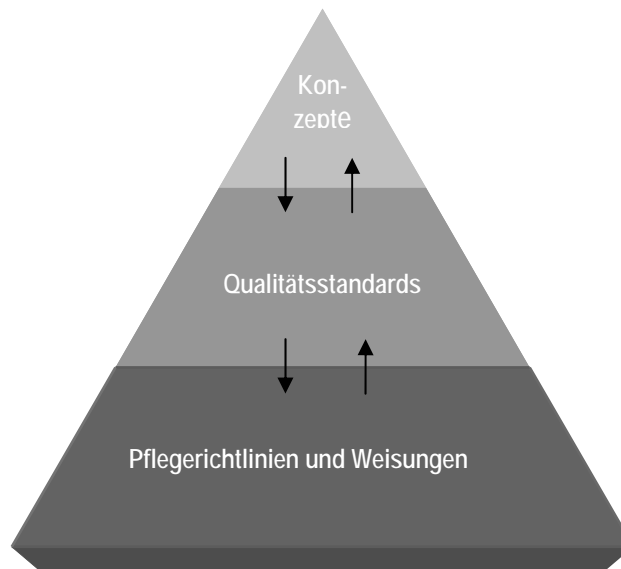 Kon-
zepte
Qualitätsstandards
Pflegerichtlinien und Weisungen